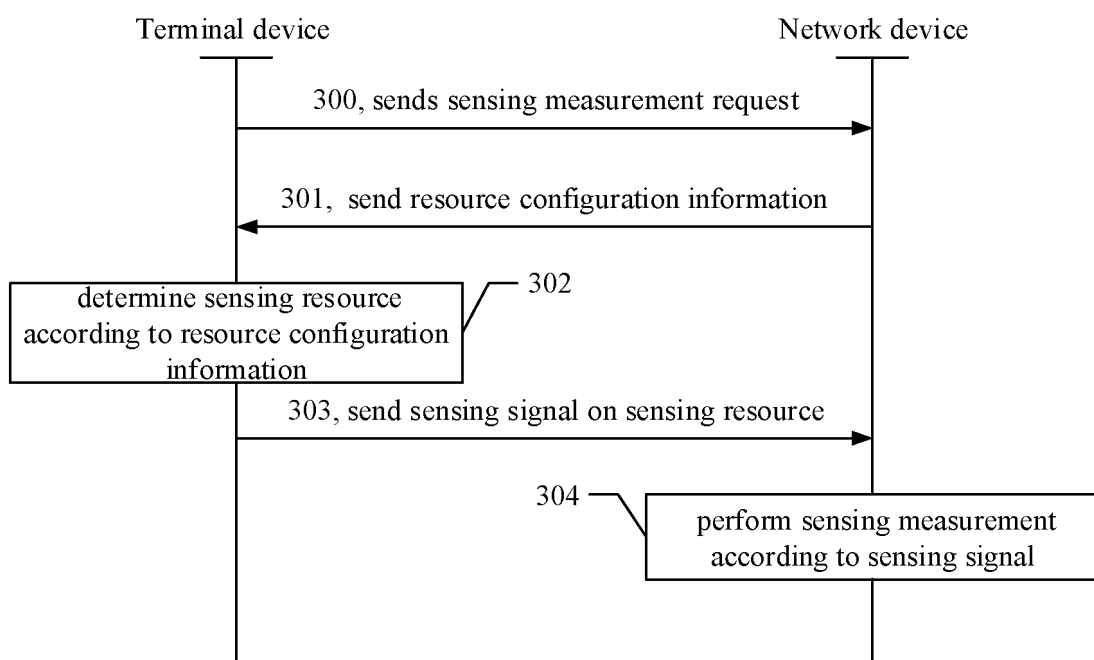 Terminal device
Network device
300, sends sensing measurement request
301, send resource configuration information
302
determine sensing resource
according to resource configuration
information
303, send sensing signal on sensing resource
304
perform sensing measurement
according to sensing signal